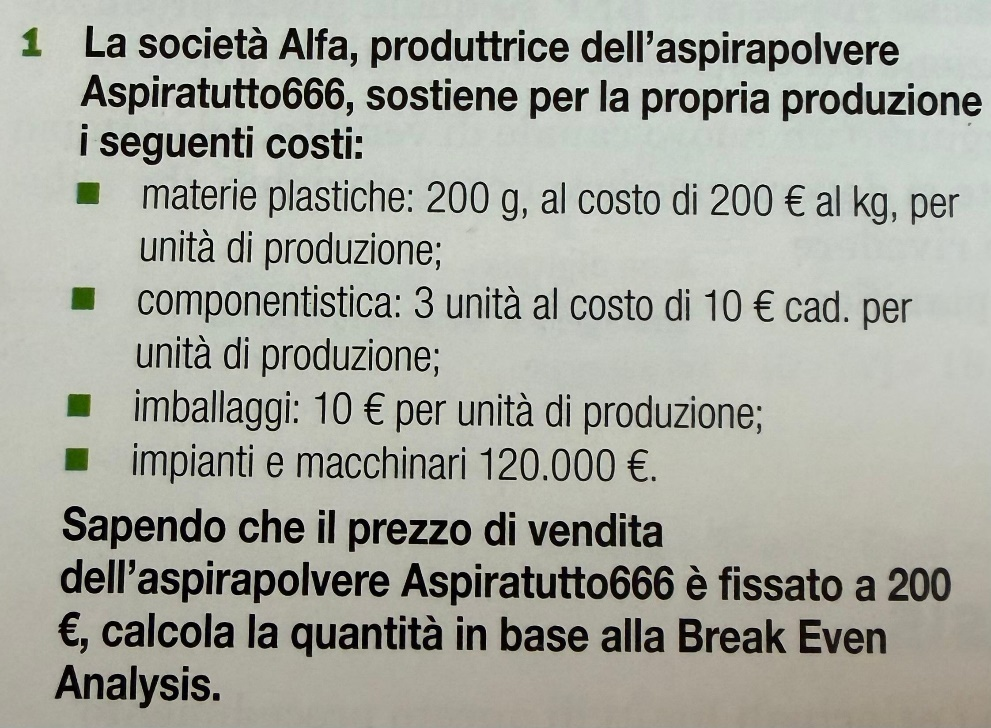 1 La società Alfa, produttrice dell'aspirapolvere
Aspiratutto666, sostiene per la propria produzione
i seguenti costi:
■ materie plastiche: 200 g, al costo di 200 € al kg, per
unità di produzione;
■ componentistica: 3 unità al costo di 10 € cad. per
unità di produzione;
■ imballaggi: 10 € per unità di produzione;
■ impianti e macchinari 120.000 €.
Sapendo che il prezzo di vendita
dell'aspirapolvere Aspiratutto666 è fissato a 200
€, calcola la quantità in base alla Break Even
Analysis.